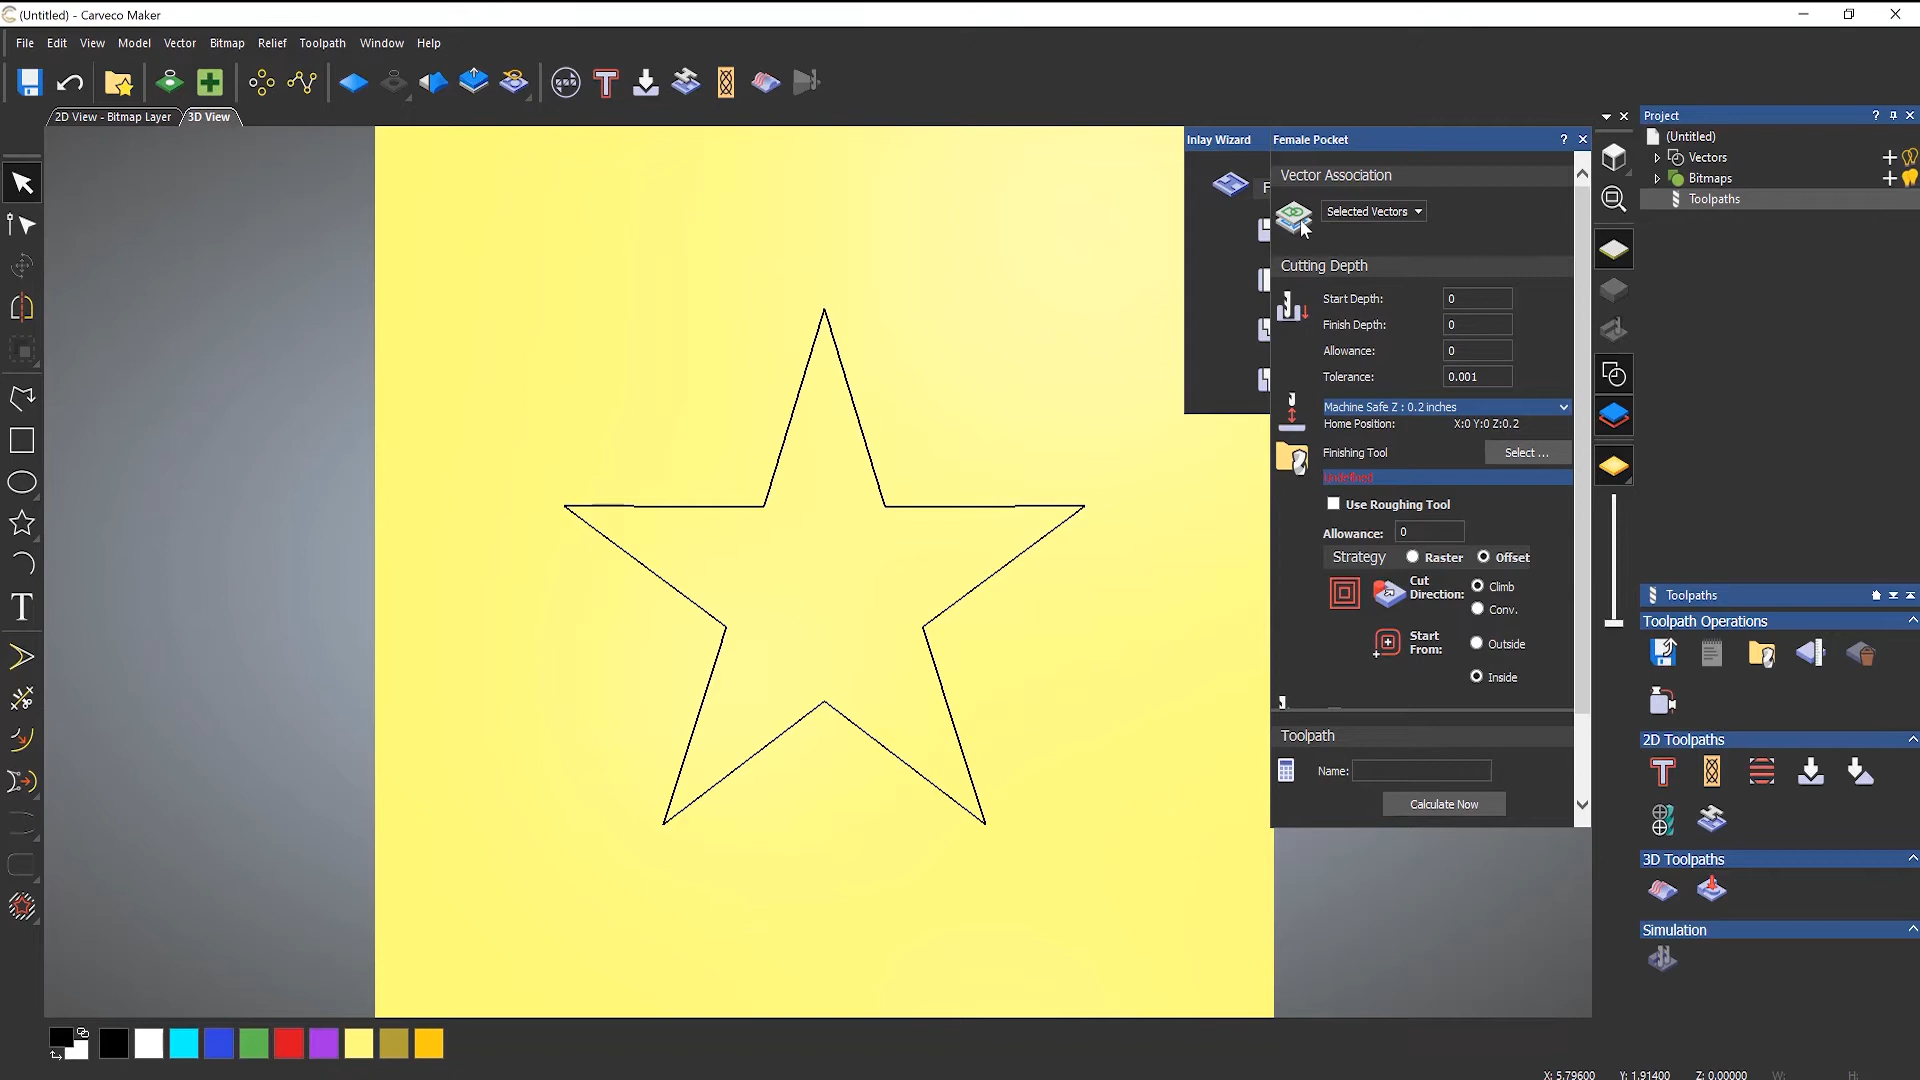 (Untitled) - Carveco Maker
File Edit View Model Vector Bitmap Relief Toolpath Window Help
2D View - Bitmap Layer 3D View
Inlay Wizard
F
Female Pocket ?
Vector Association
Selected Vectors
Cutting Depth
Start Depth: 0
Finish Depth: 0
Allowance: 0
Tolerance: 0.001
Machine Safe Z : 0.2 inches
Home Position: X:0 Y:0 Z:0.2
Finishing Tool Select ...
Undefined
Use Roughing Tool
Allowance: 0
Strategy Raster Offset
Cut Direction: Climb
Conv.
Start From: Outside
Inside
Toolpath
Name:
Calculate Now
Project ?
(Untitled)
Vectors
Bitmaps
Toolpaths
Toolpaths
Toolpath Operations
2D Toolpaths
3D Toolpaths
Simulation
X: 5.79600 Y: 1.91400 Z: 0.00000 W: H: